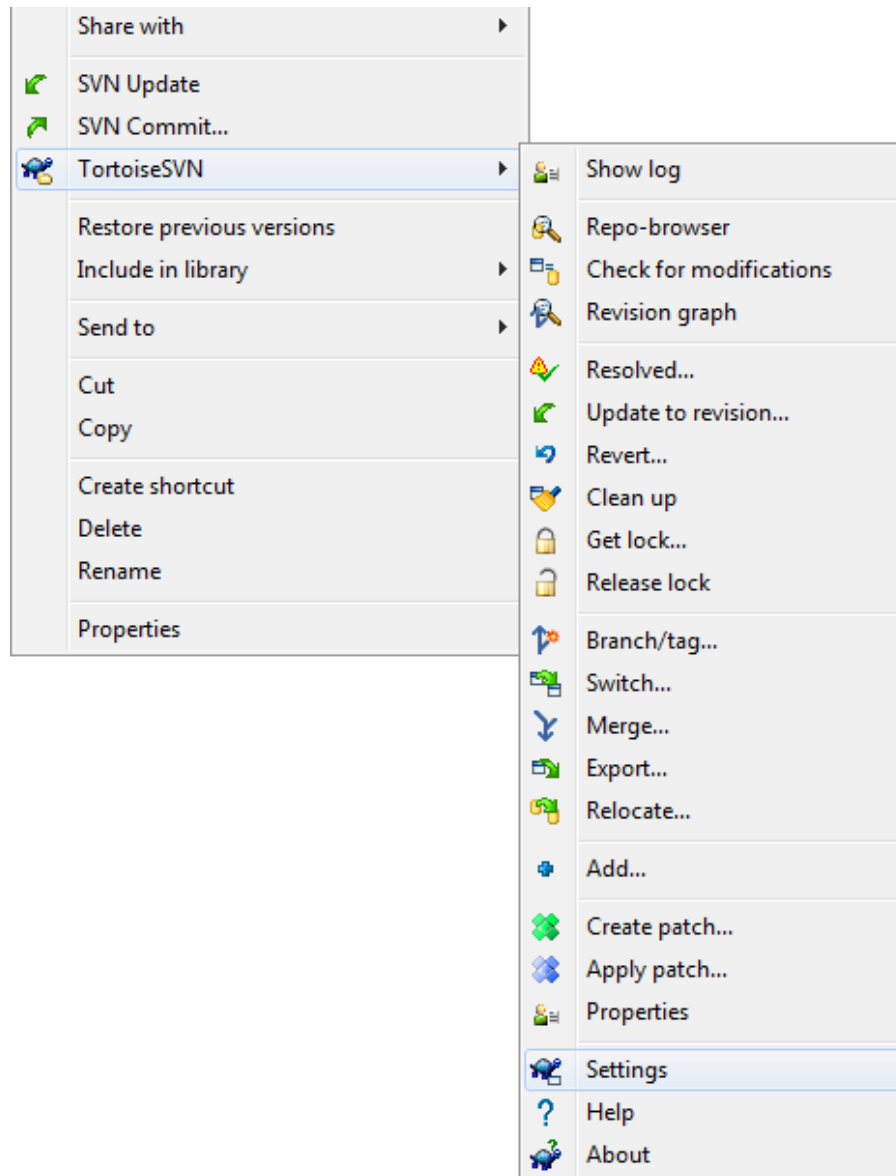 Share with
SVN Update
SVN Commit...
TortoiseSVN
Restore previous versions
Include in library
Send to
Cut
Copy
Create shortcut
Delete
Rename
Properties
Show log
Repo-browser
Check for modifications
Revision graph
Resolved...
Update to revision...
Revert...
Clean up
Get lock...
Release lock
Branch/tag...
Switch...
Merge...
Export...
Relocate...
Add...
Create patch...
Apply patch...
Properties
Settings
Help
About